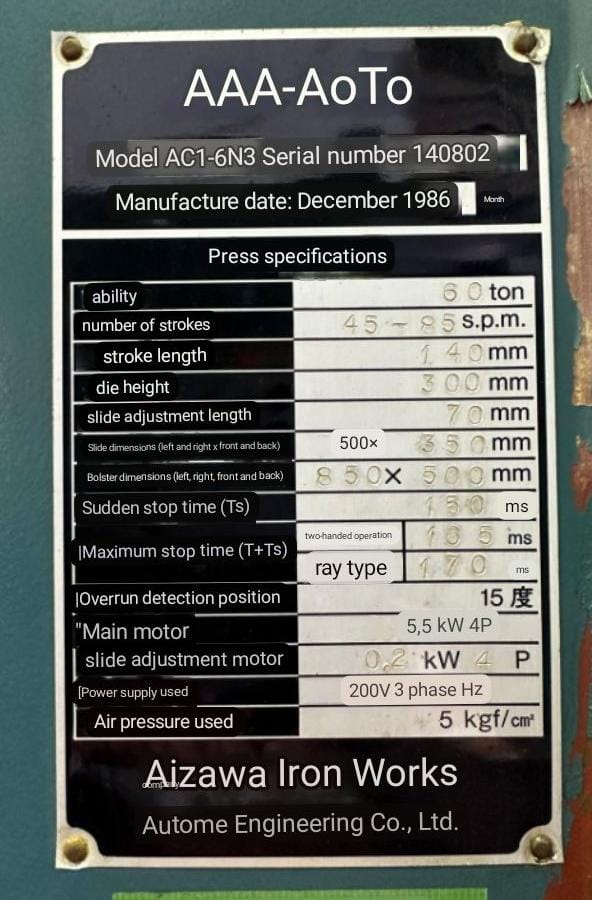 AAA-AoTo
Model AC1-6N3 Serial number 140802
Manufacture date: December 1986 Month
Press specifications
ability 60 ton
number of strokes 45-85 s.p.m.
stroke length 140 mm
die height 300 mm
slide adjustment length 70 mm
Slide dimensions (left and right x front and back) 500× 350 mm
Bolster dimensions (left, right, front and back) 850× 500 mm
Sudden stop time (Ts) 150 ms
|Maximum stop time (T+Ts) two-handed operation 165 ms
ray type 170 ms
|Overrun detection position 15 度
"Main motor 5,5 kW 4P
slide adjustment motor 0.2 kW 4 P
[Power supply used 200V 3 phase Hz
Air pressure used 5 kgf/cm²
Aizawa Iron Works
company
Autome Engineering Co., Ltd.